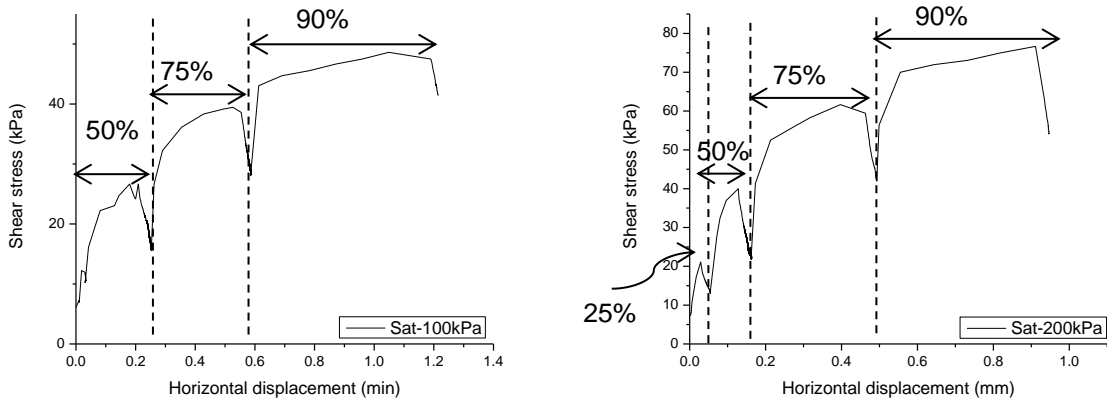 90%
75%
50%
40
20
0
Shear stress (kPa)
Sat-100kPa
0.0 0.2 0.4 0.6 0.8 1.0 1.2 1.4
Horizontal displacement (min)
90%
75%
50%
25%
80
70
60
50
40
30
20
10
0
Shear stress (kPa)
Sat-200kPa
0.0 0.2 0.4 0.6 0.8 1.0
Horizontal displacement (mm)